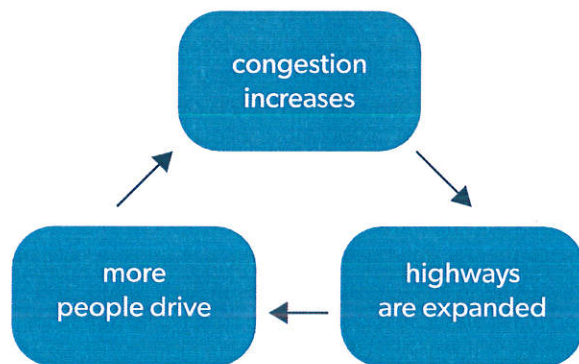 congestion
increases
highways
are expanded
more
people drive